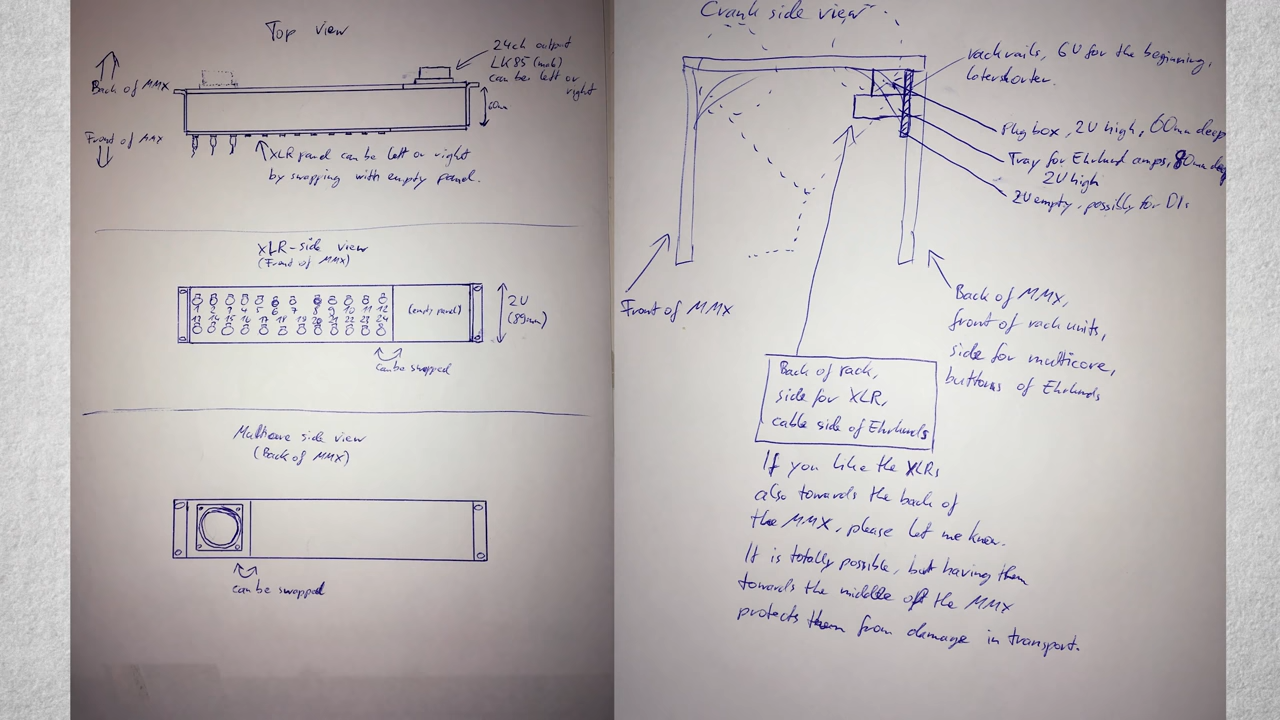 Top view
24ch output
LK85 (male)
can be left or
right
Back of MMX
60mm
Front of MMX
XLR panel can be left or right
by swapping with empty panel.
XLR-side view
(Front of MMX)
1 2 3 4 5 6 7 8 9 10 11 12
13 14 15 16 17 18 19 20 21 22 23 24
(empty panel)
2U
(89mm)
can be swapped
Multicore side view
(Back of MMX)
can be swapped
Crank side view
rack rails, 6U for the beginning,
later shorter.
Plugbox, 2U high, 60mm deep
Tray for Ehrlund amps, 80mm deep
2U high
2U empty, possibly for DIs
Front of MMX
Back of MMX,
front of rack units,
side for multicore,
buttons of Ehrlunds
Back of rack,
side for XLR,
cable side of Ehrlunds
If you like the XLRs
also towards the back of
the MMX, please let me know.
It is totally possible, but having them
towards the middle of the MMX
protects them from damage in transport.